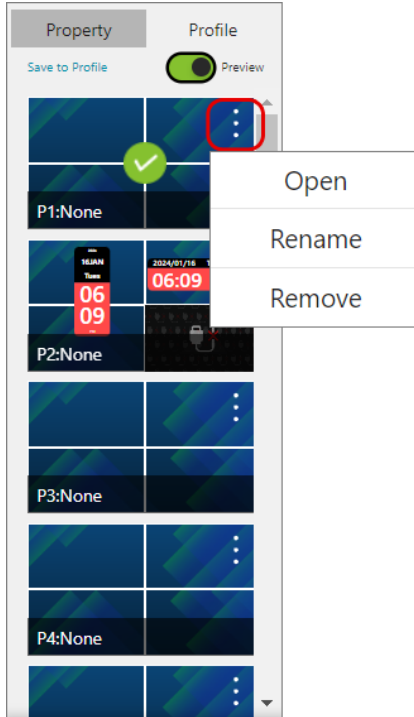 Property Profile
Save to Profile Preview
P1:None
Open
Rename
Remove
16JAN
Tues
06
09
2024/01/16
06:09
P2:None
P3:None
P4:None